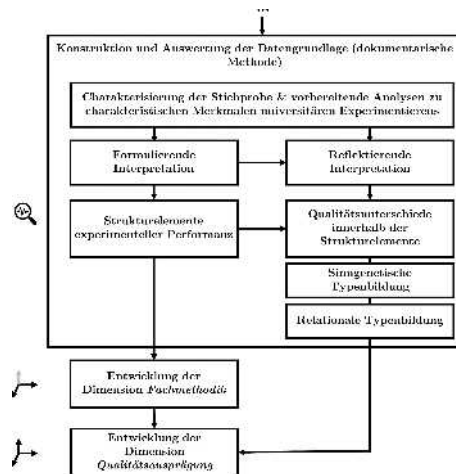 Konstruktion und Auswertung der Datengrundlage (dokumentarische
Methode)
Charakterisierung der Stichprobe & vorbereitende Analysen zu
charakteristischen Merkmalen universitären Experimentierens
Formulierende
Interpretation
Reflektierende
Interpretation
Strukturelemente
experimenteller Performanz
Qualitätsunterschiede
innerhalb der
Strukturelemente
Sinngenetische
Typenbildung
Relationale Typenbildung
Entwicklung der
Dimension Fachmethodik
Entwicklung der
Dimension
Qualitätsausprägung